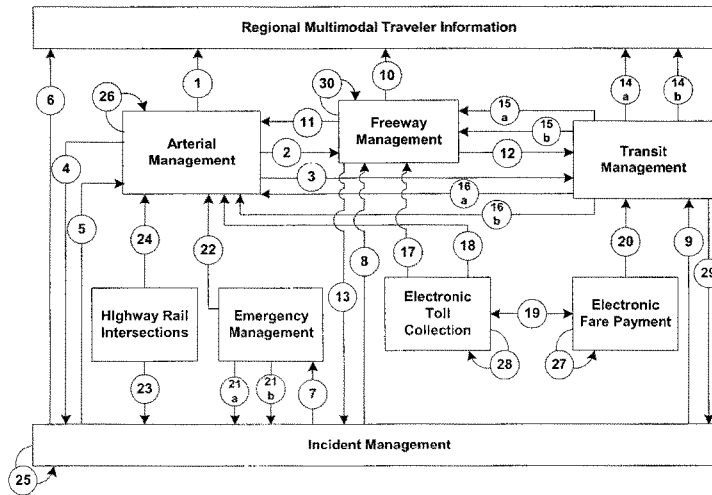 Regional Multimodal Traveler Information
6
26
1
30
10
14
a
14
b
Arterial
Management
11
Freeway
Management
15
a
15
b
Transit
Management
4
2
12
3
16
a
16
b
5
24
22
18
17
8
13
20
9
29
HIghway Rail
Intersections
Emergency
Management
Electronic
Toll
Collection
19
Electronic
Fare Payment
28
27
23
21
a
21
b
7
Incident Management
25